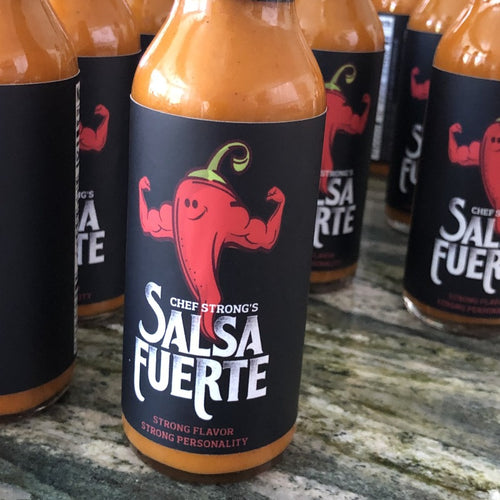 CHEF STRONG'S
SALSA
FUERTE
STRONG FLAVOR
STRONG PERSONALITY